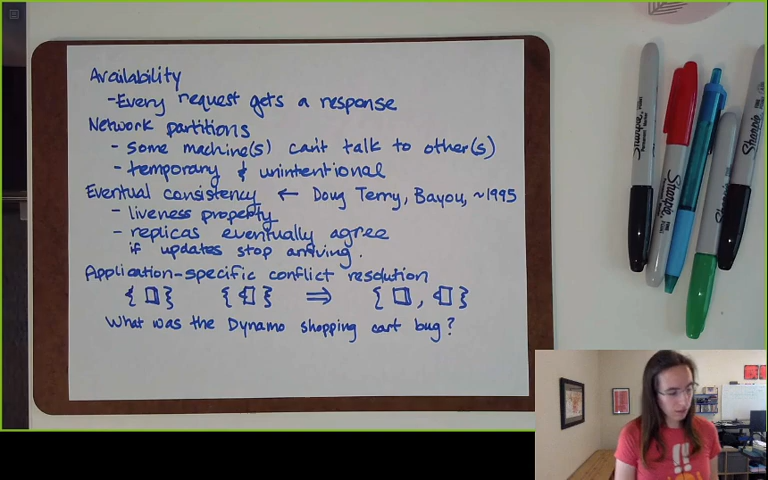 Availability
- Every request gets a response
Network partitions
- Some machine(s) can't talk to other(s)
- temporary & unintentional
Eventual consistency ← Doug Terry, Bayou, ~1995
- liveness property
- replicas eventually agree
if updates stop arriving.
Application-specific conflict resolution
{ } { } ⇒ { , }
What was the Dynamo shopping cart bug?
Sharpie
Sharpie
Sharpie